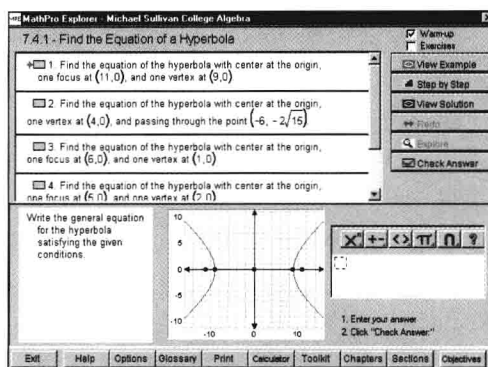 MathPro Explorer - Michael Sullivan College Algebra
7.4.1 - Find the Equation of a Hyperbola
Warm-up
Exercises
1. Find the equation of the hyperbola with center at the origin,
one focus at (11,0), and one vertex at (9,0)
2. Find the equation of the hyperbola with center at the origin,
one vertex at (4,0), and passing through the point (-6, -2√15)
3. Find the equation of the hyperbola with center at the origin,
one focus at (6,0), and one vertex at (1,0)
4. Find the equation of the hyperbola with center at the origin,
one focus at (5,0), and one vertex at (2,0)
View Example
Step by Step
View Solution
Redo
Explore
Check Answer
Write the general equation
for the hyperbola
satisfying the given
conditions.
10
5
0
-5
-10
-10
0
10
Xⁿ +- <> π ∩ ?
1. Enter your answer
2. Click "Check Answer."
Exit Help Options Glossary Print Calculator Toolkit Chapters Sections Objectives